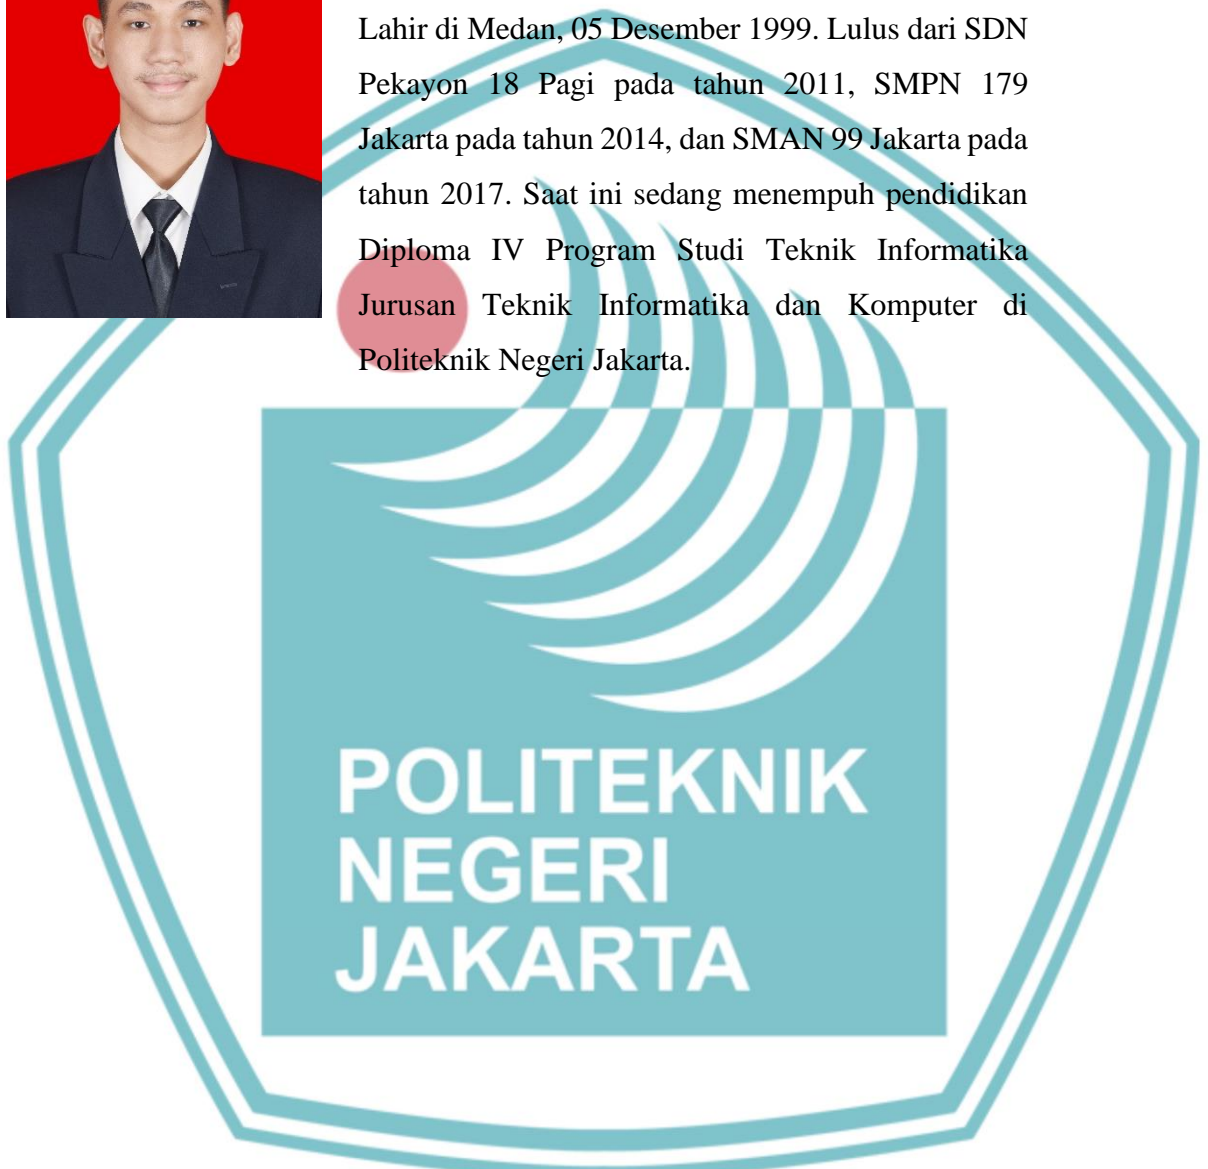 Lahir di Medan, 05 Desember 1999. Lulus dari SDN
Pekayon 18 Pagi pada tahun 2011, SMPN 179
Jakarta pada tahun 2014, dan SMAN 99 Jakarta pada
tahun 2017. Saat ini sedang menempuh pendidikan
Diploma IV Program Studi Teknik Informatika
Jurusan Teknik Informatika dan Komputer di
Politeknik Negeri Jakarta.
POLITEKNIK
NEGERI
JAKARTA